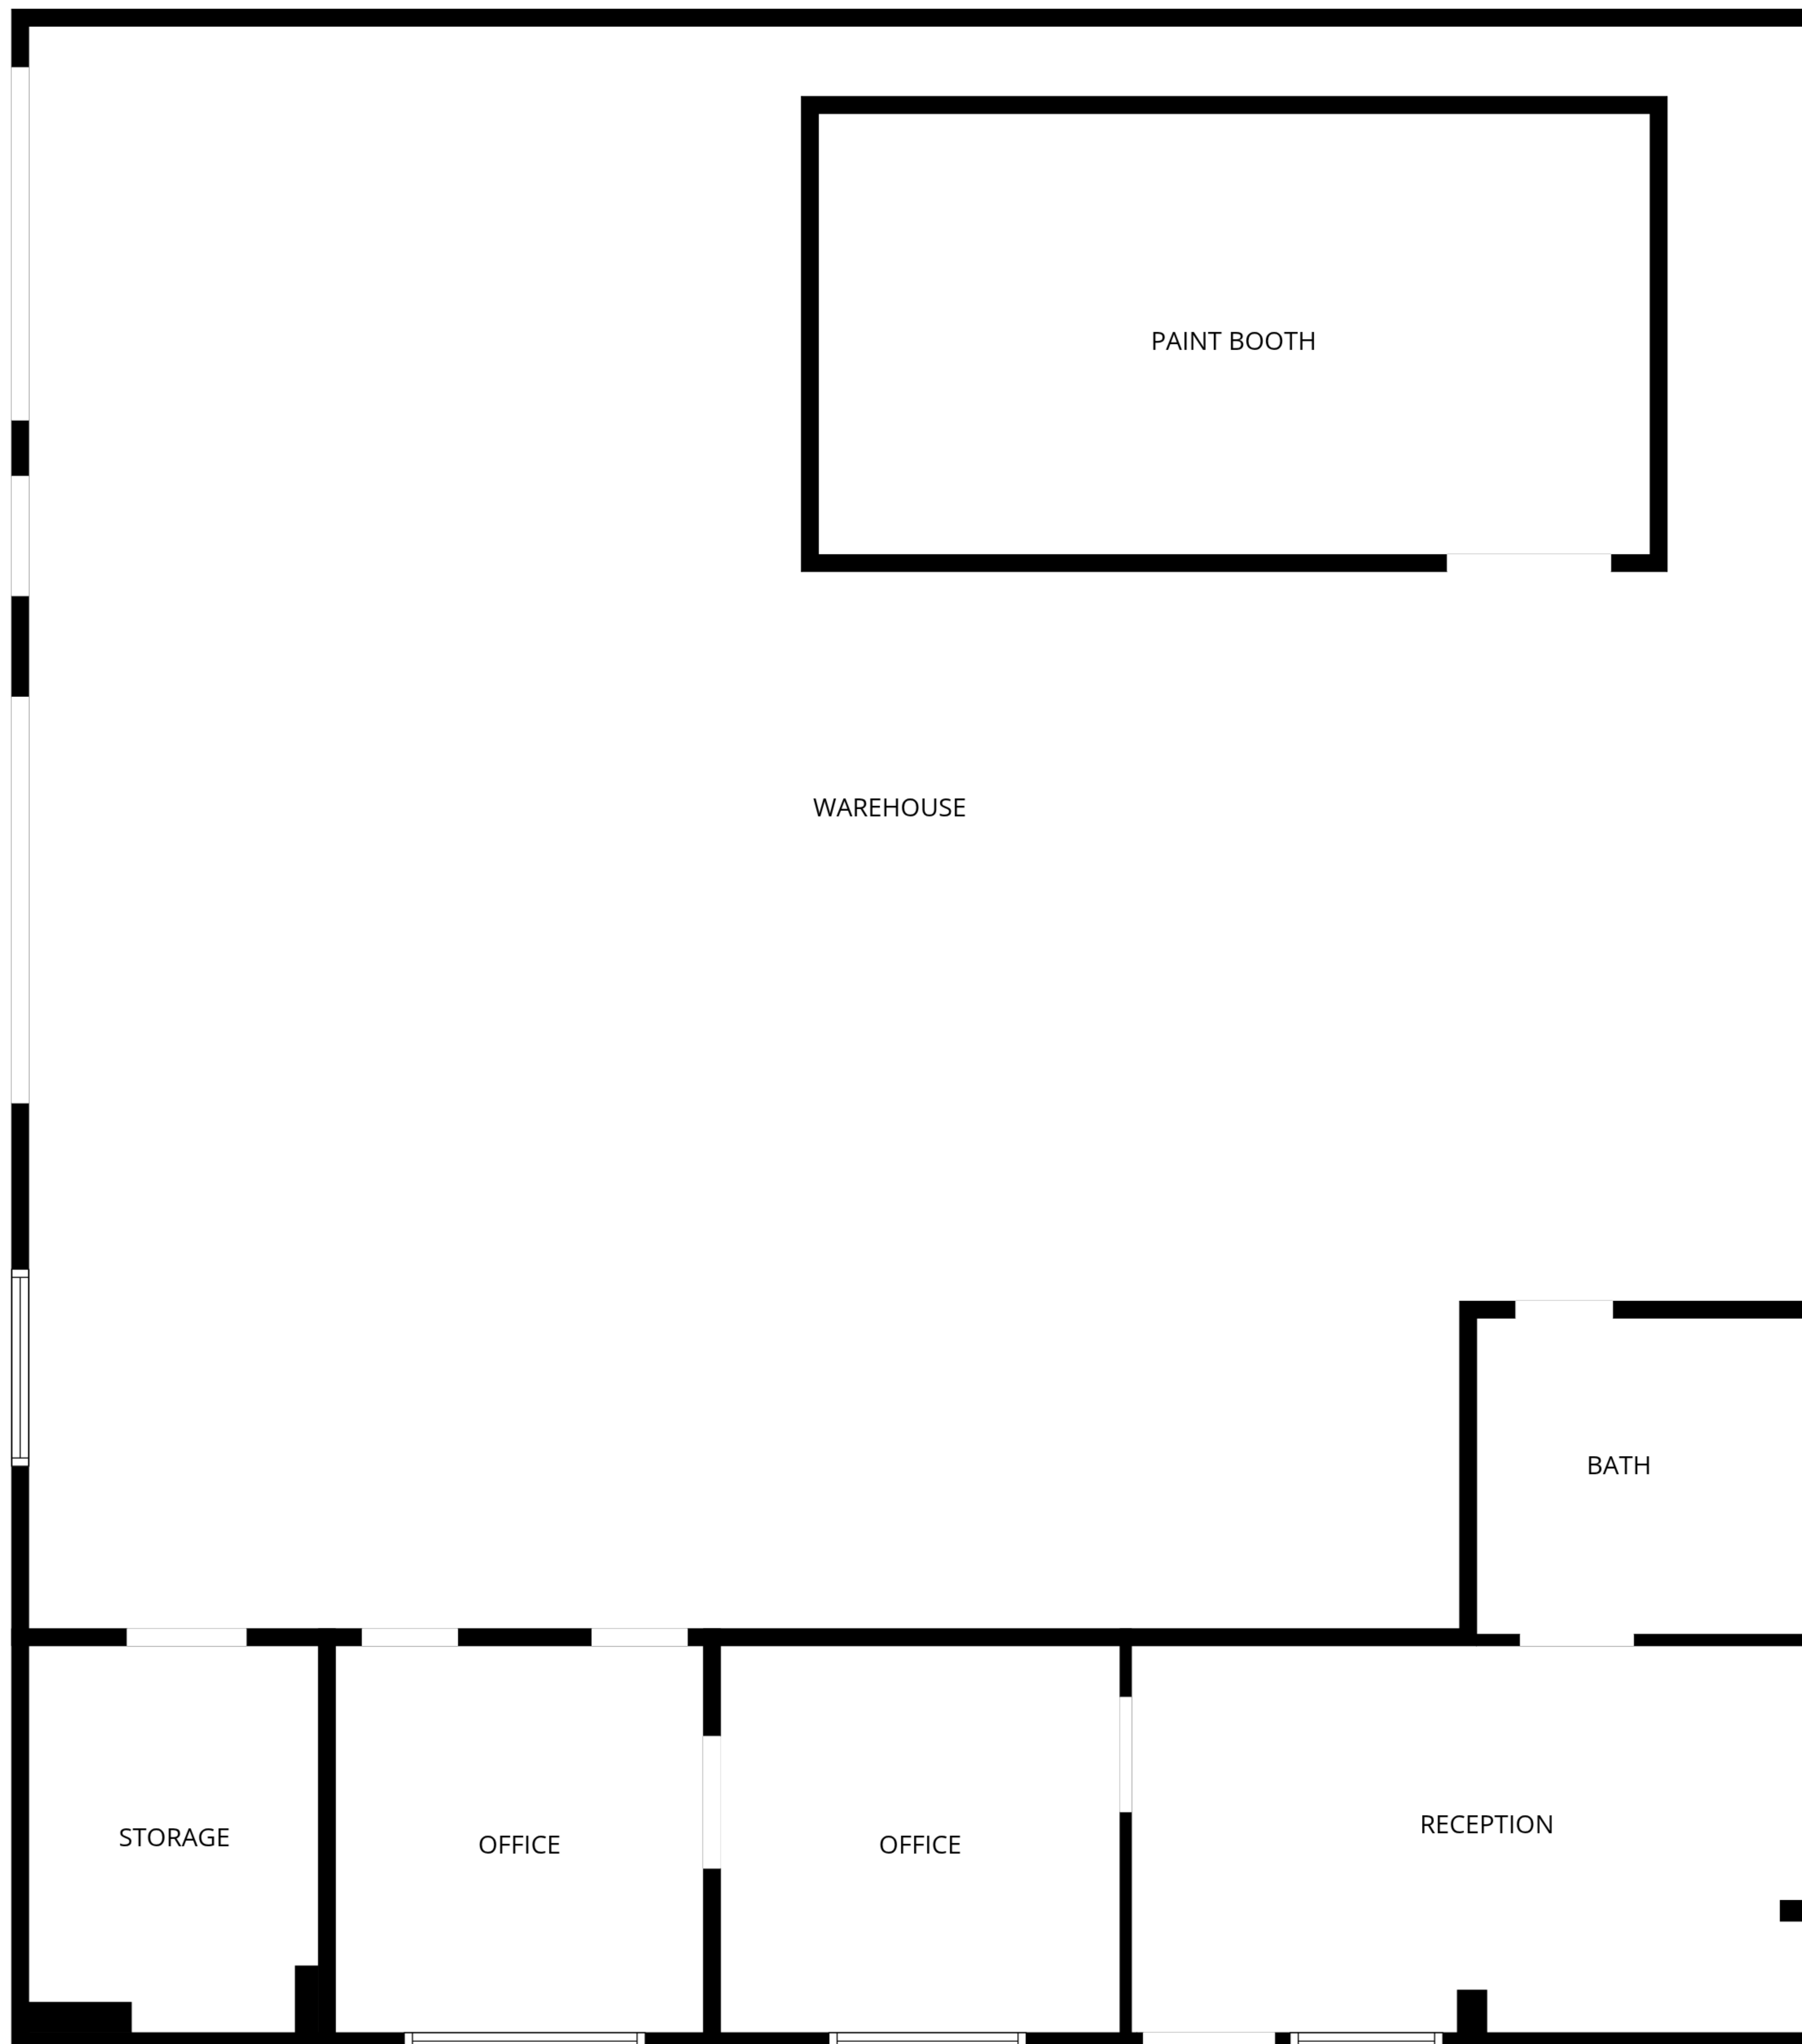 PAINT BOOTH
WAREHOUSE
BATH
STORAGE
OFFICE
OFFICE
RECEPTION